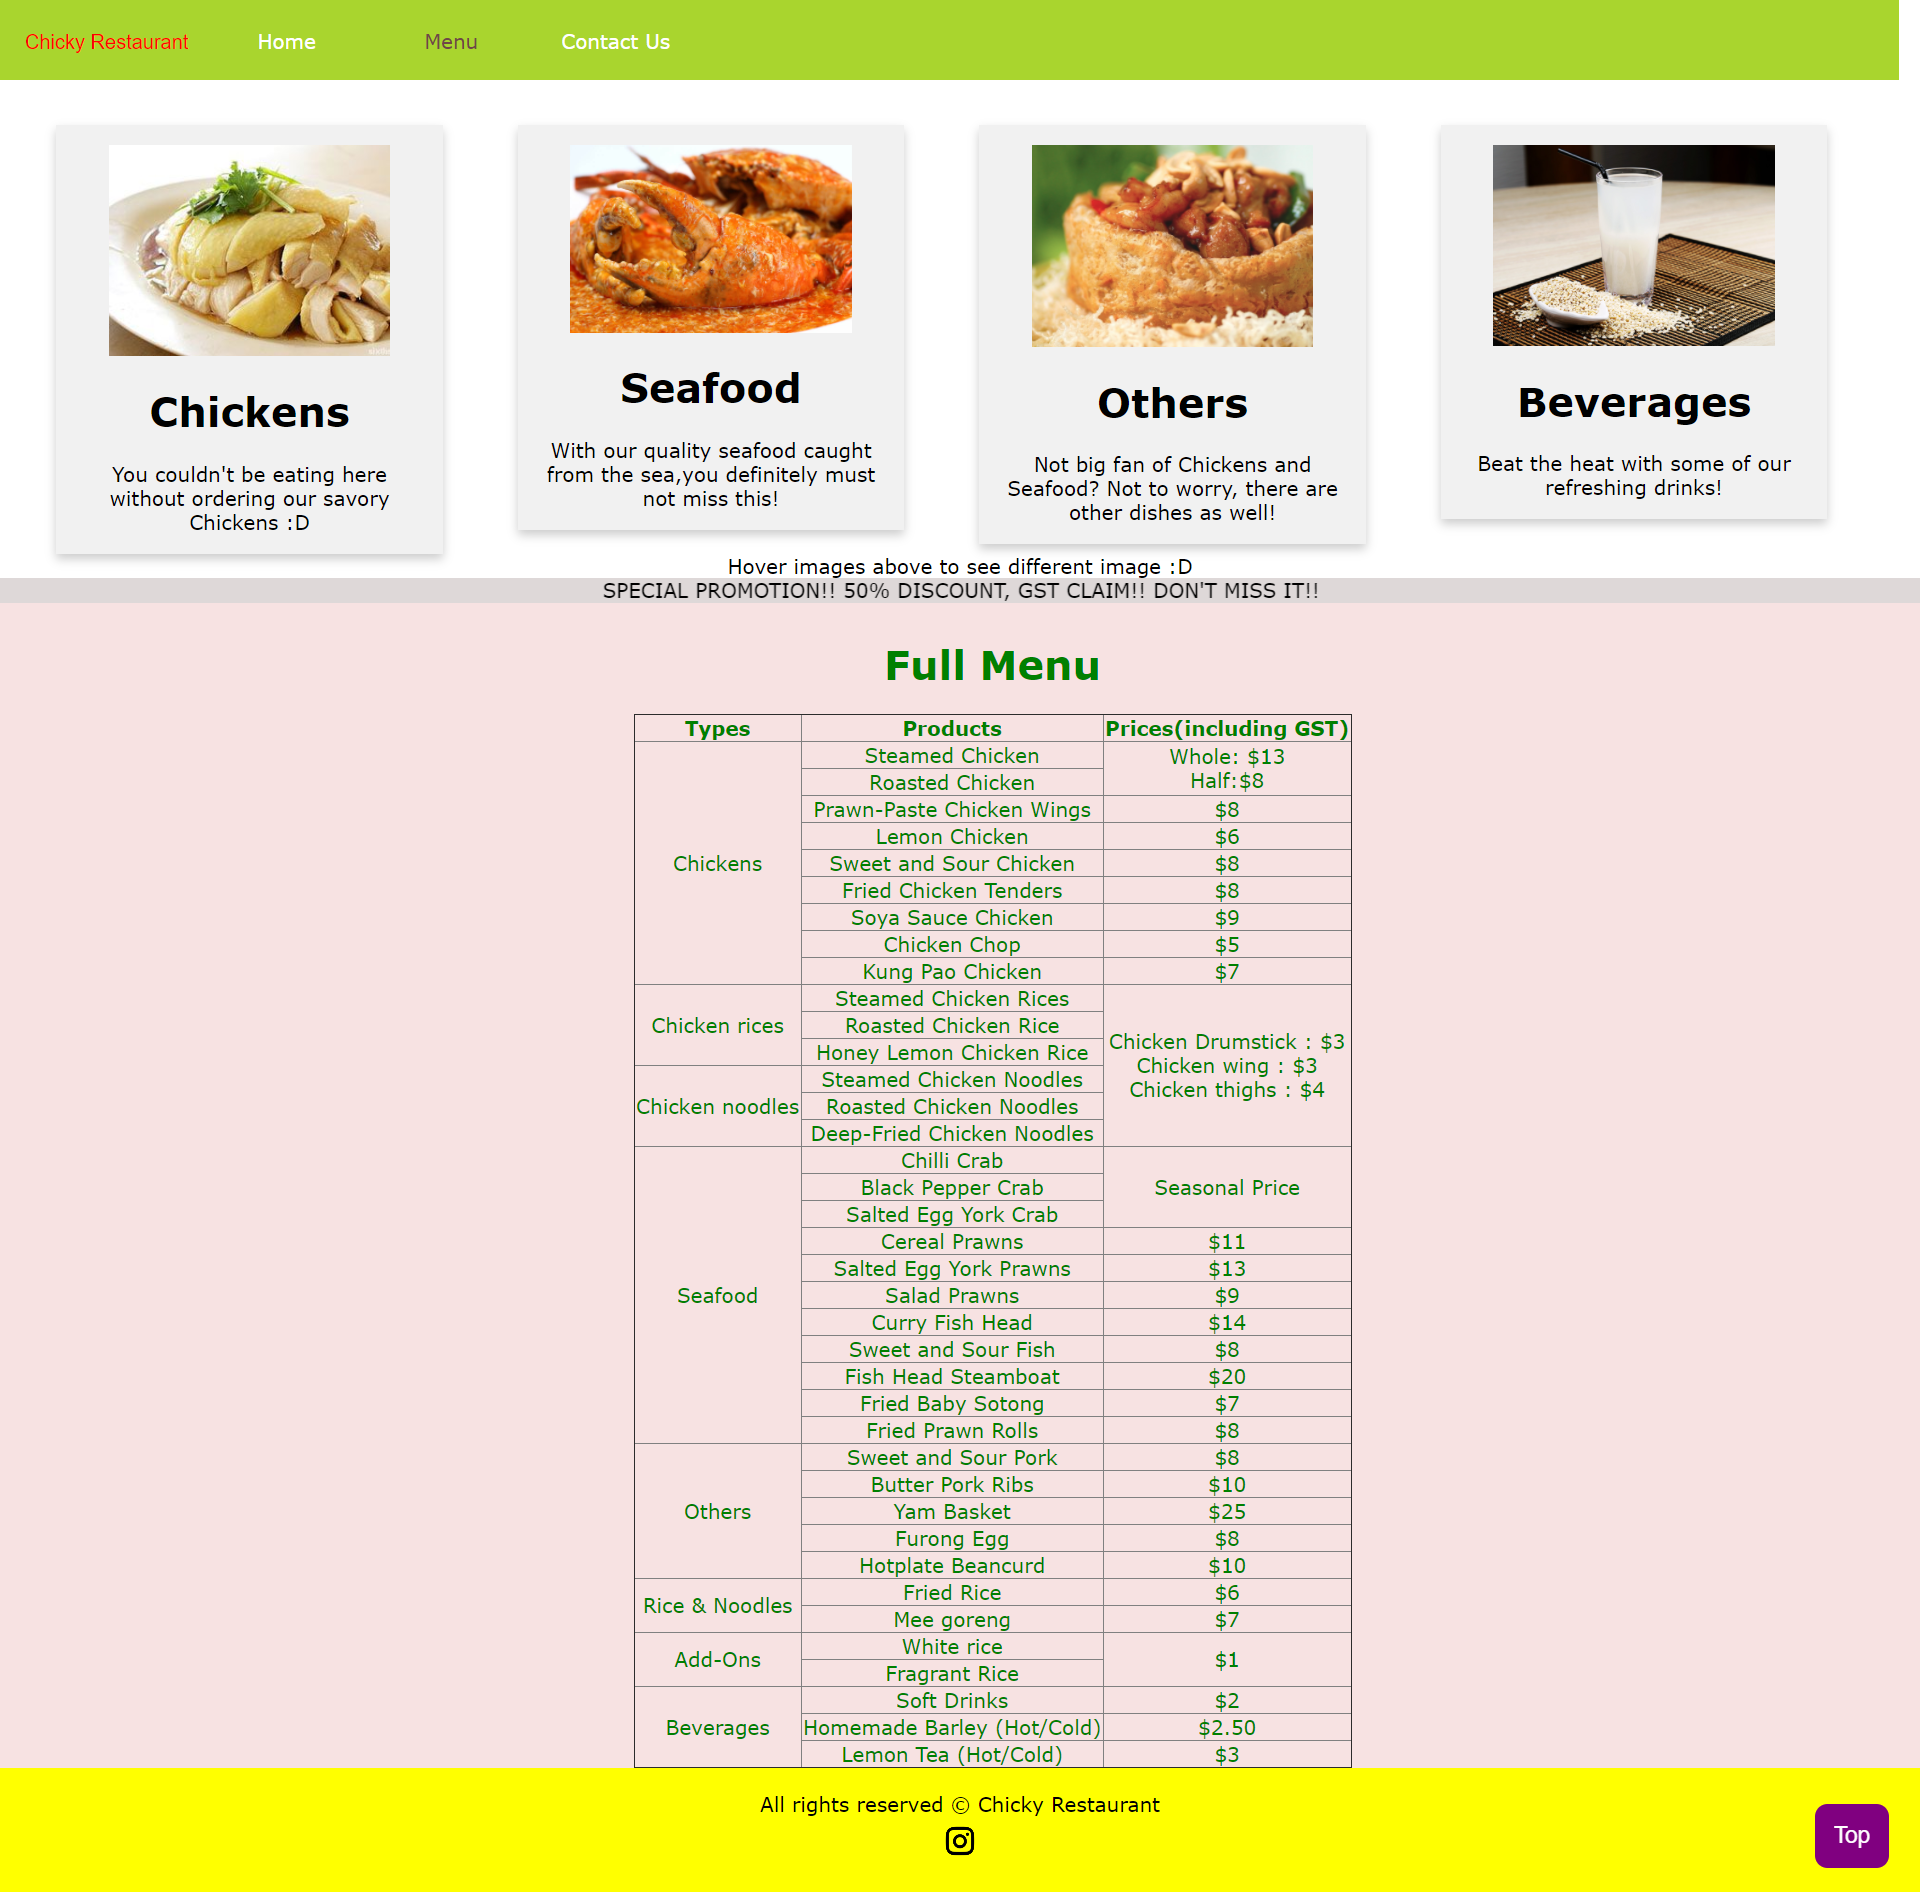 Chicky Restaurant Home Menu Contact Us
Chickens
You couldn't be eating here
without ordering our savory
Chickens :D
Seafood
With our quality seafood caught
from the sea,you definitely must
not miss this!
Others
Not big fan of Chickens and
Seafood? Not to worry, there are
other dishes as well!
Beverages
Beat the heat with some of our
refreshing drinks!
Hover images above to see different image :D
SPECIAL PROMOTION!! 50% DISCOUNT, GST CLAIM!! DON'T MISS IT!!
Full Menu
Types Products Prices(including GST)
Chickens
Steamed Chicken
Roasted Chicken
Whole: $13
Half:$8
Prawn-Paste Chicken Wings $8
Lemon Chicken $6
Sweet and Sour Chicken $8
Fried Chicken Tenders $8
Soya Sauce Chicken $9
Chicken Chop $5
Kung Pao Chicken $7
Chicken rices
Steamed Chicken Rices
Roasted Chicken Rice
Honey Lemon Chicken Rice
Chicken noodles
Steamed Chicken Noodles
Roasted Chicken Noodles
Deep-Fried Chicken Noodles
Chicken Drumstick : $3
Chicken wing : $3
Chicken thighs : $4
Seafood
Chilli Crab
Black Pepper Crab
Salted Egg York Crab
Seasonal Price
Cereal Prawns $11
Salted Egg York Prawns $13
Salad Prawns $9
Curry Fish Head $14
Sweet and Sour Fish $8
Fish Head Steamboat $20
Fried Baby Sotong $7
Fried Prawn Rolls $8
Others
Sweet and Sour Pork $8
Butter Pork Ribs $10
Yam Basket $25
Furong Egg $8
Hotplate Beancurd $10
Rice & Noodles
Fried Rice $6
Mee goreng $7
Add-Ons
White rice
Fragrant Rice
$1
Beverages
Soft Drinks $2
Homemade Barley (Hot/Cold) $2.50
Lemon Tea (Hot/Cold) $3
All rights reserved © Chicky Restaurant
Top